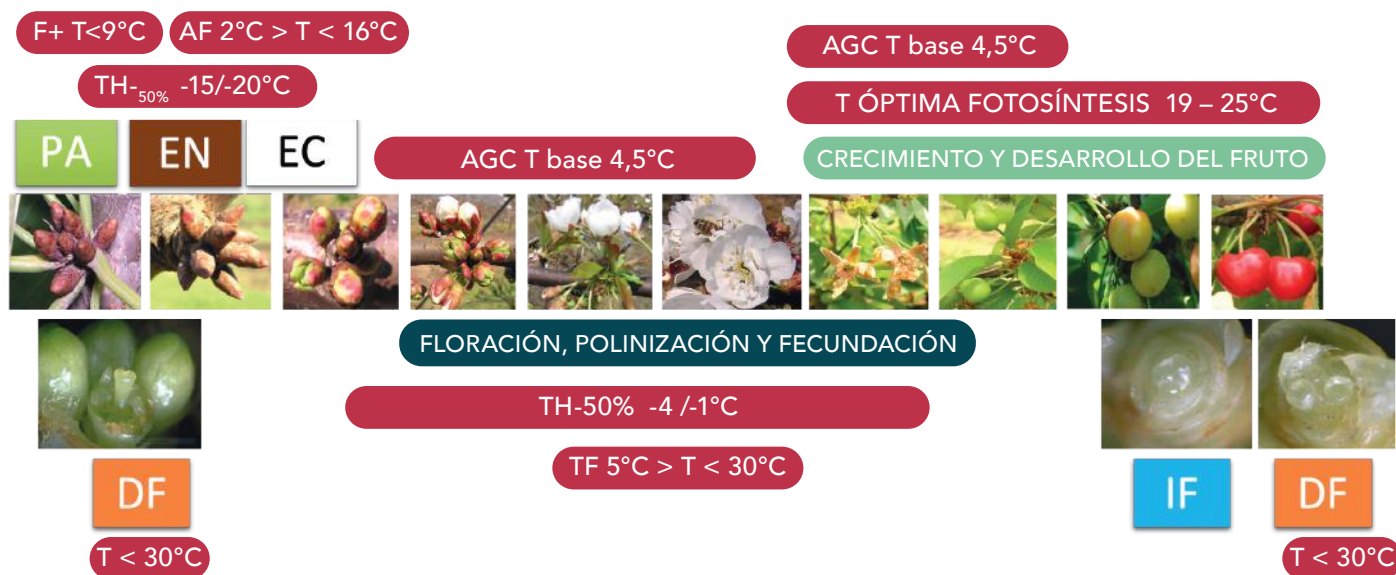 F+ T<9°C
AF 2°C > T < 16°C
AGC T base 4,5°C
TH-50% -15/-20°C
T ÓPTIMA FOTOSÍNTESIS 19 – 25°C
PA
EN
EC
AGC T base 4,5°C
CRECIMIENTO Y DESARROLLO DEL FRUTO
FLORACIÓN, POLINIZACIÓN Y FECUNDACIÓN
TH-50% -4 /-1°C
TF 5°C > T < 30°C
DF
IF
DF
T < 30°C
T < 30°C